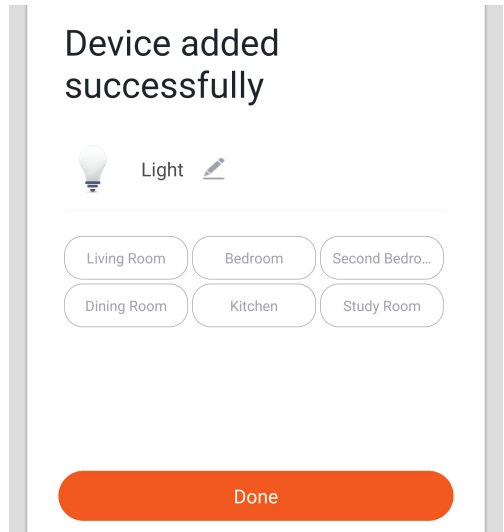 Device added
successfully
Light
Living Room Bedroom Second Bedro...
Dining Room Kitchen Study Room
Done